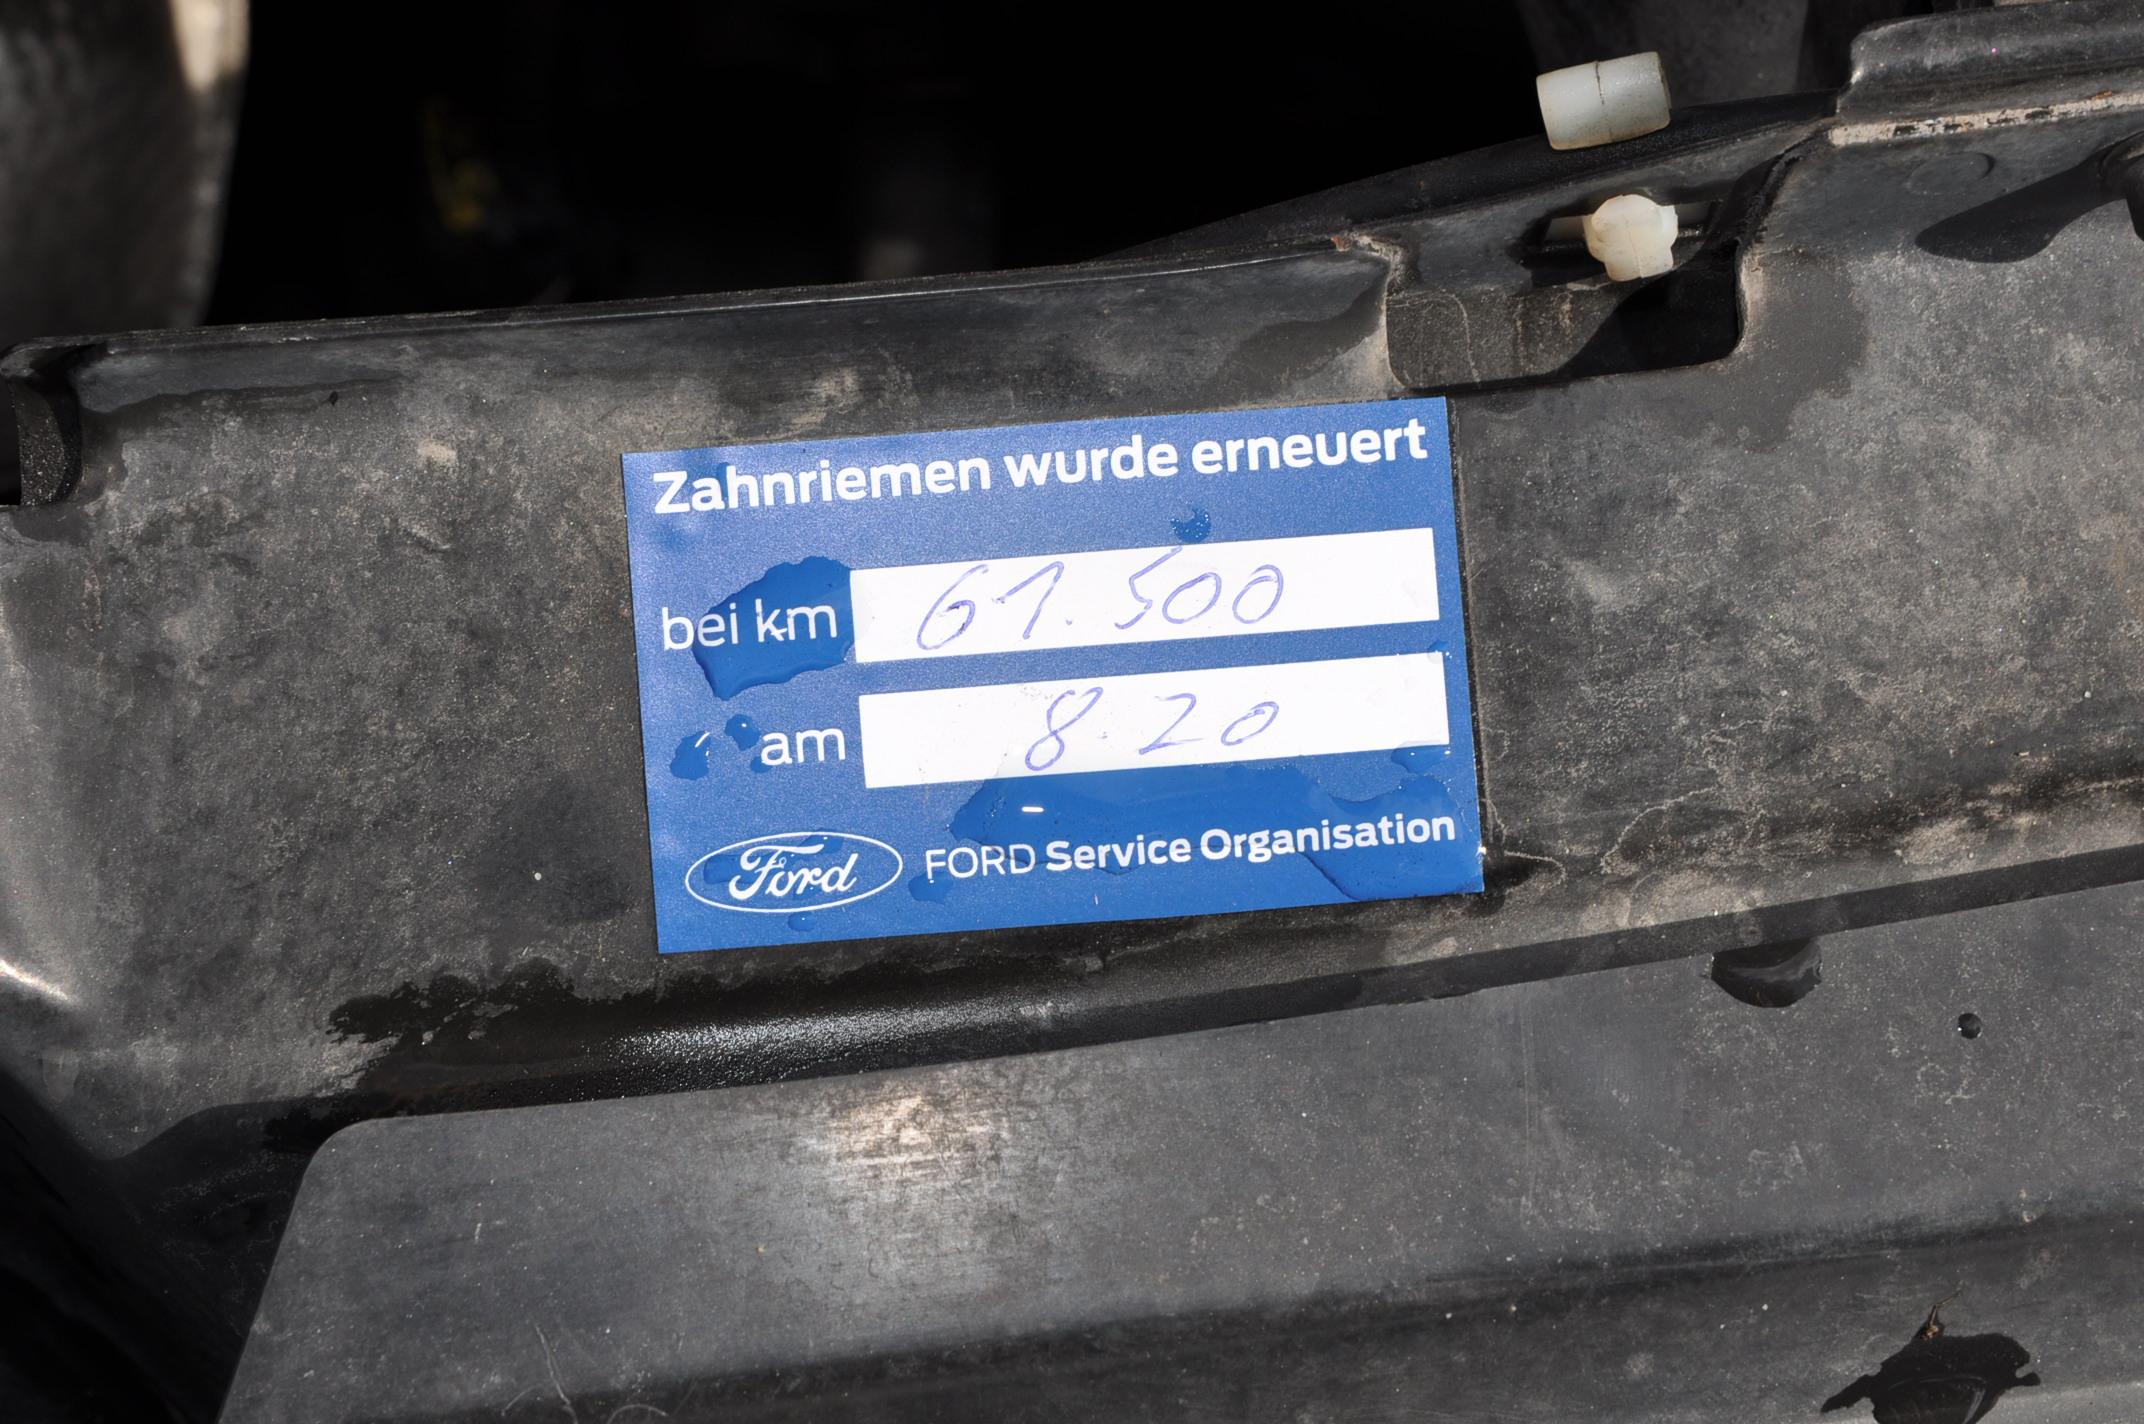 Zahnriemen wurde erneuert
bei km 61.500
am 8.20
Ford FORD Service Organisation